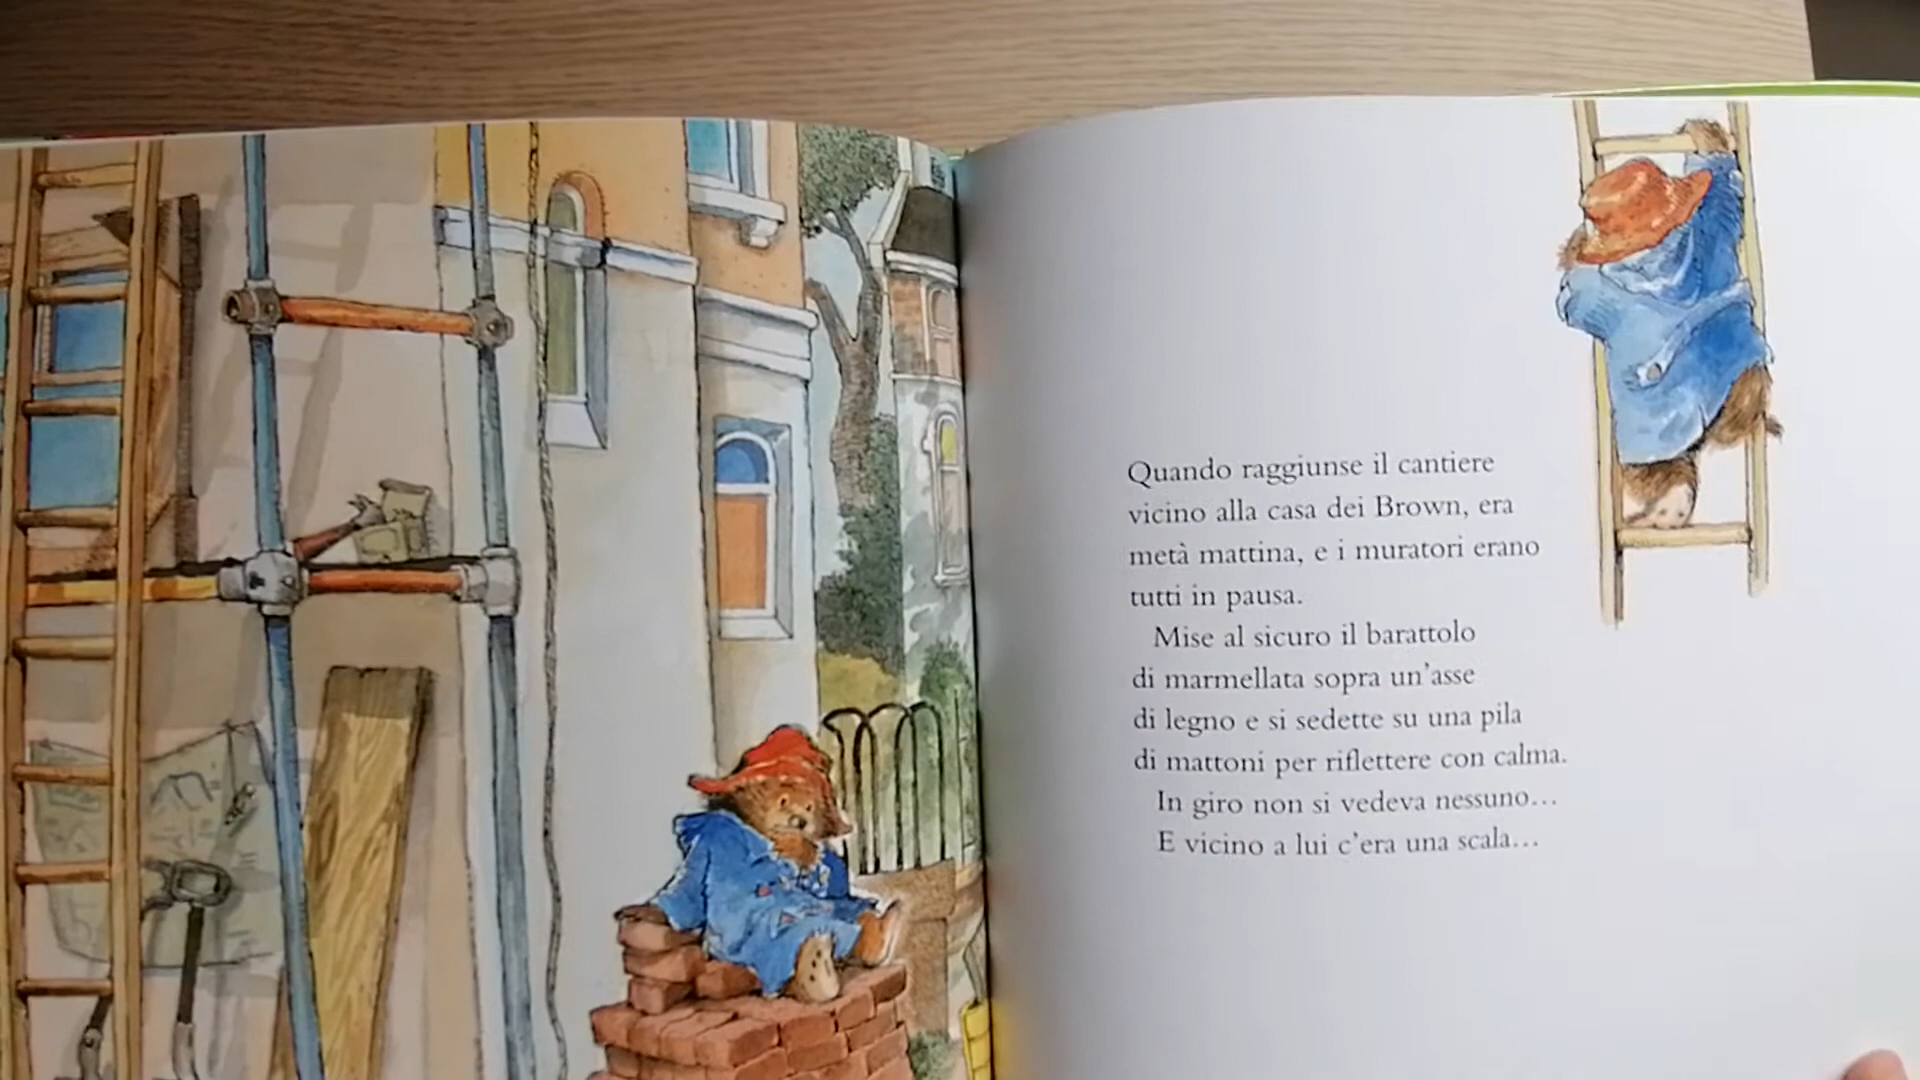 Quando raggiunse il cantiere
vicino alla casa dei Brown, era
metà mattina, e i muratori erano
tutti in pausa.
Mise al sicuro il barattolo
di marmellata sopra un'asse
di legno e si sedette su una pila
di mattoni per riflettere con calma.
In giro non si vedeva nessuno…
E vicino a lui c'era una scala…